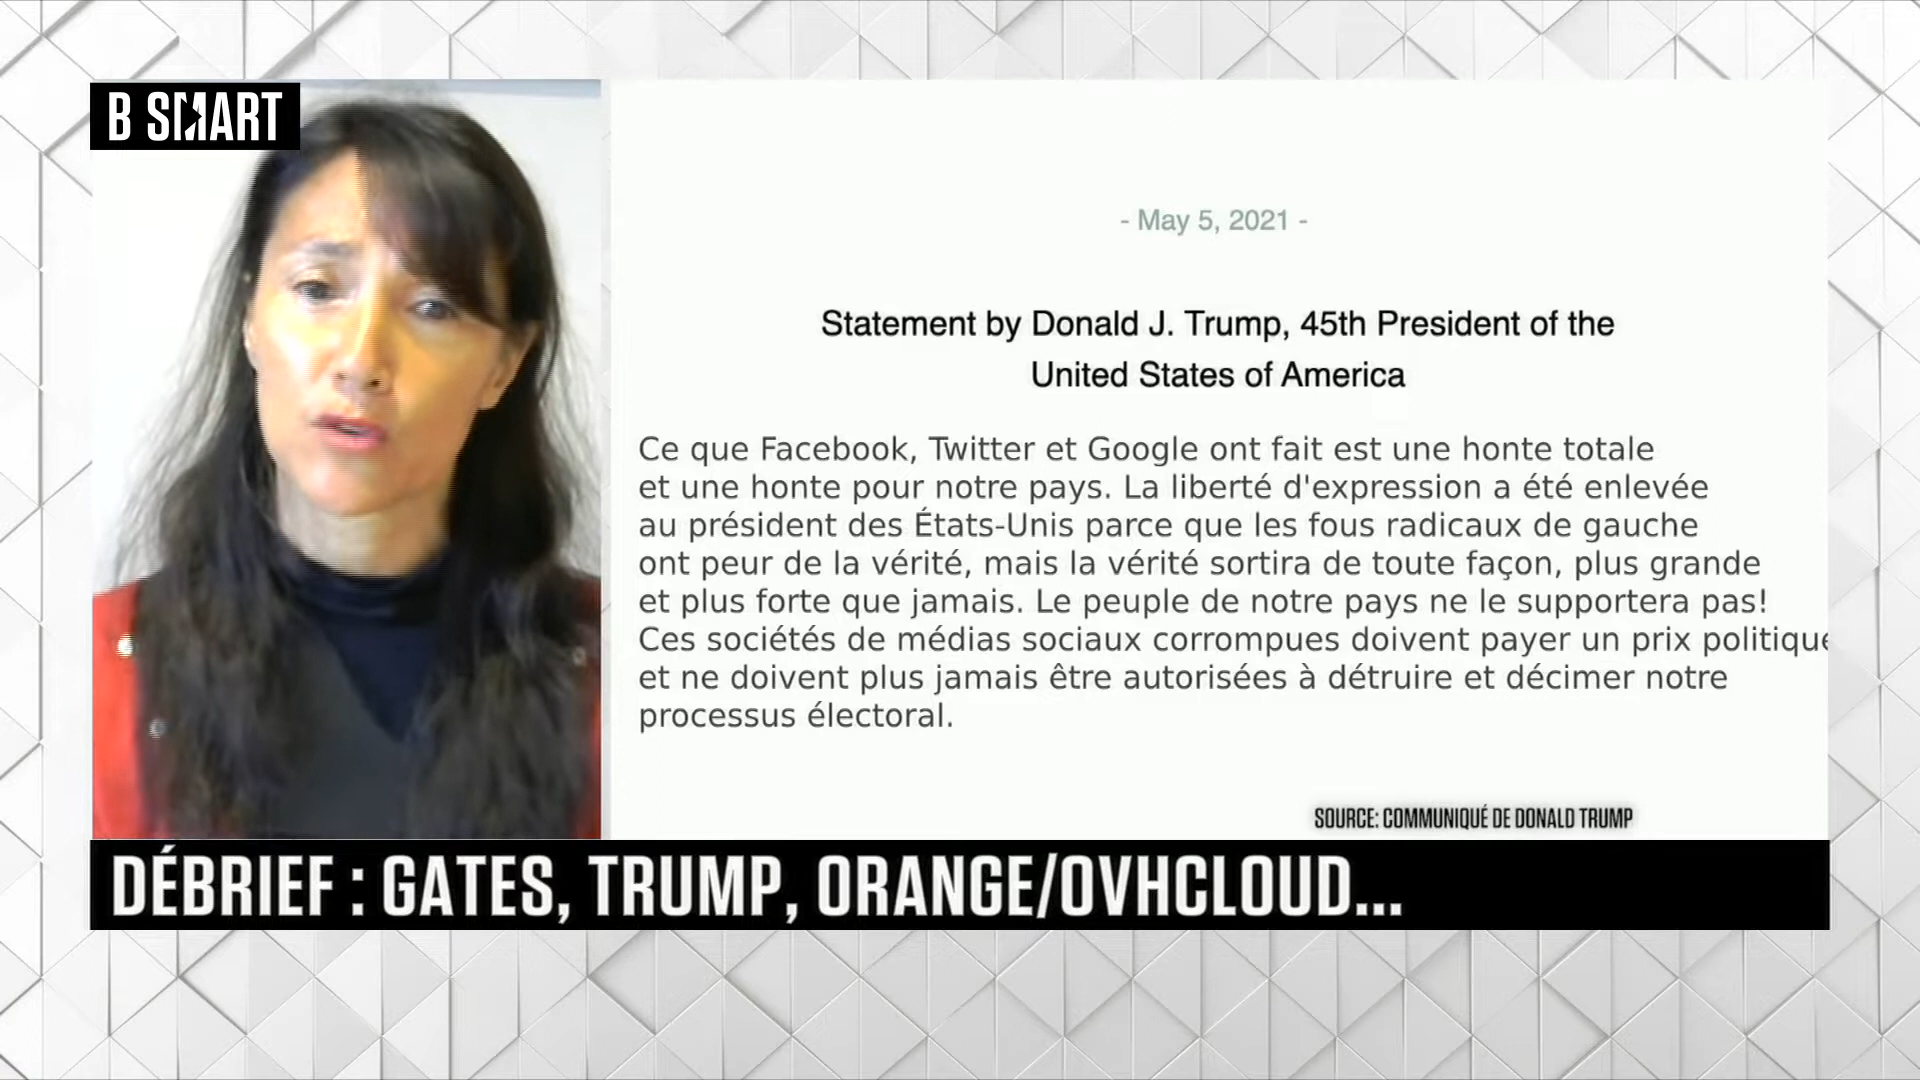 B SMART
- May 5, 2021 -
Statement by Donald J. Trump, 45th President of the
United States of America
Ce que Facebook, Twitter et Google ont fait est une honte totale
et une honte pour notre pays. La liberté d'expression a été enlevée
au président des États-Unis parce que les fous radicaux de gauche
ont peur de la vérité, mais la vérité sortira de toute façon, plus grande
et plus forte que jamais. Le peuple de notre pays ne le supportera pas!
Ces sociétés de médias sociaux corrompues doivent payer un prix politique
et ne doivent plus jamais être autorisées à détruire et décimer notre
processus électoral.
SOURCE: COMMUNIQUÉ DE DONALD TRUMP
DÉBRIEF : GATES, TRUMP, ORANGE/OVHCLOUD...